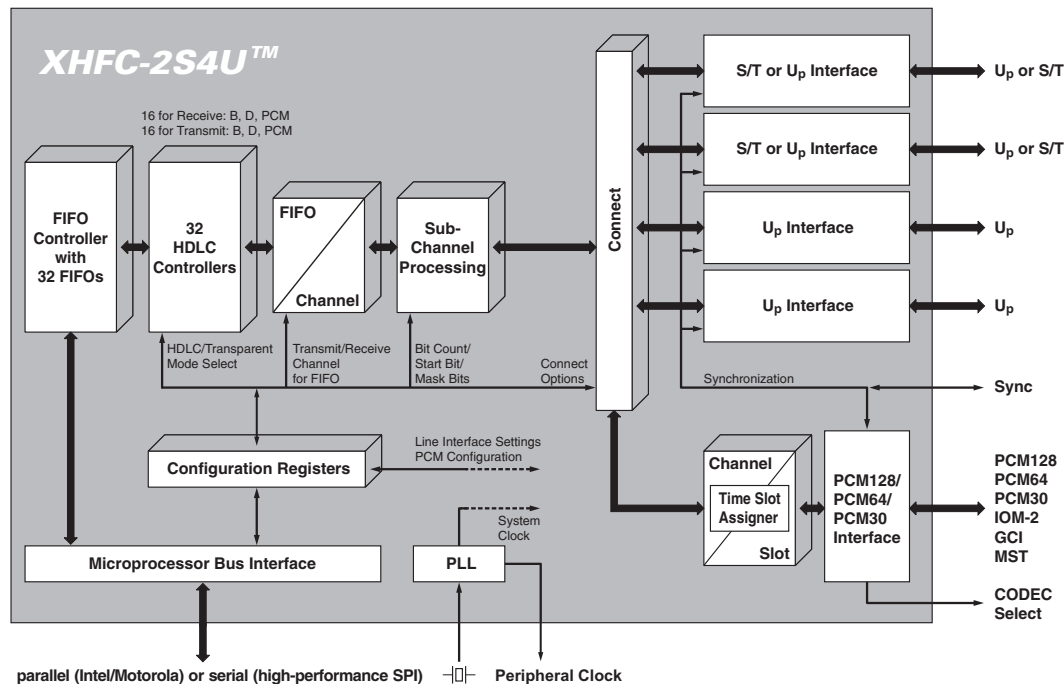 XHFC-2S4U™
16 for Receive: B, D, PCM
16 for Transmit: B, D, PCM
FIFO
Controller
with
32 FIFOs
32
HDLC
Controllers
FIFO
Channel
Sub-
Channel
Processing
Connect
S/T or Up Interface
Up or S/T
S/T or Up Interface
Up or S/T
Up Interface
Up
Up Interface
Up
HDLC/Transparent
Mode Select
Transmit/Receive
Channel
for FIFO
Bit Count/
Start Bit/
Mask Bits
Connect
Options
Synchronization
Sync
Configuration Registers
Line Interface Settings
PCM Configuration
Channel
Time Slot
Assigner
Slot
PCM128/
PCM64/
PCM30
Interface
PCM128
PCM64
PCM30
IOM-2
GCI
MST
System
Clock
Microprocessor Bus Interface
PLL
CODEC
Select
parallel (Intel/Motorola) or serial (high-performance SPI)
Peripheral Clock